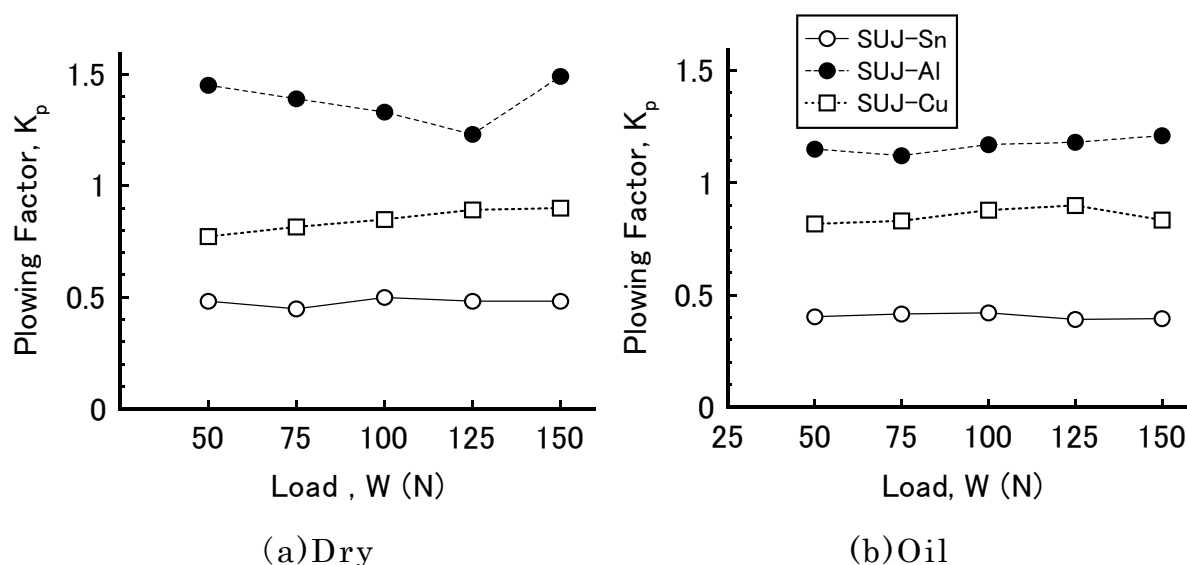 Plowing Factor, Kp
1.5
1
0.5
0
50 75 100 125 150
Load , W (N)
(a)Dry
SUJ-Sn
SUJ-Al
SUJ-Cu
Plowing Factor, Kp
1.5
1
0.5
0
25 50 75 100 125 150
Load, W (N)
(b)Oil